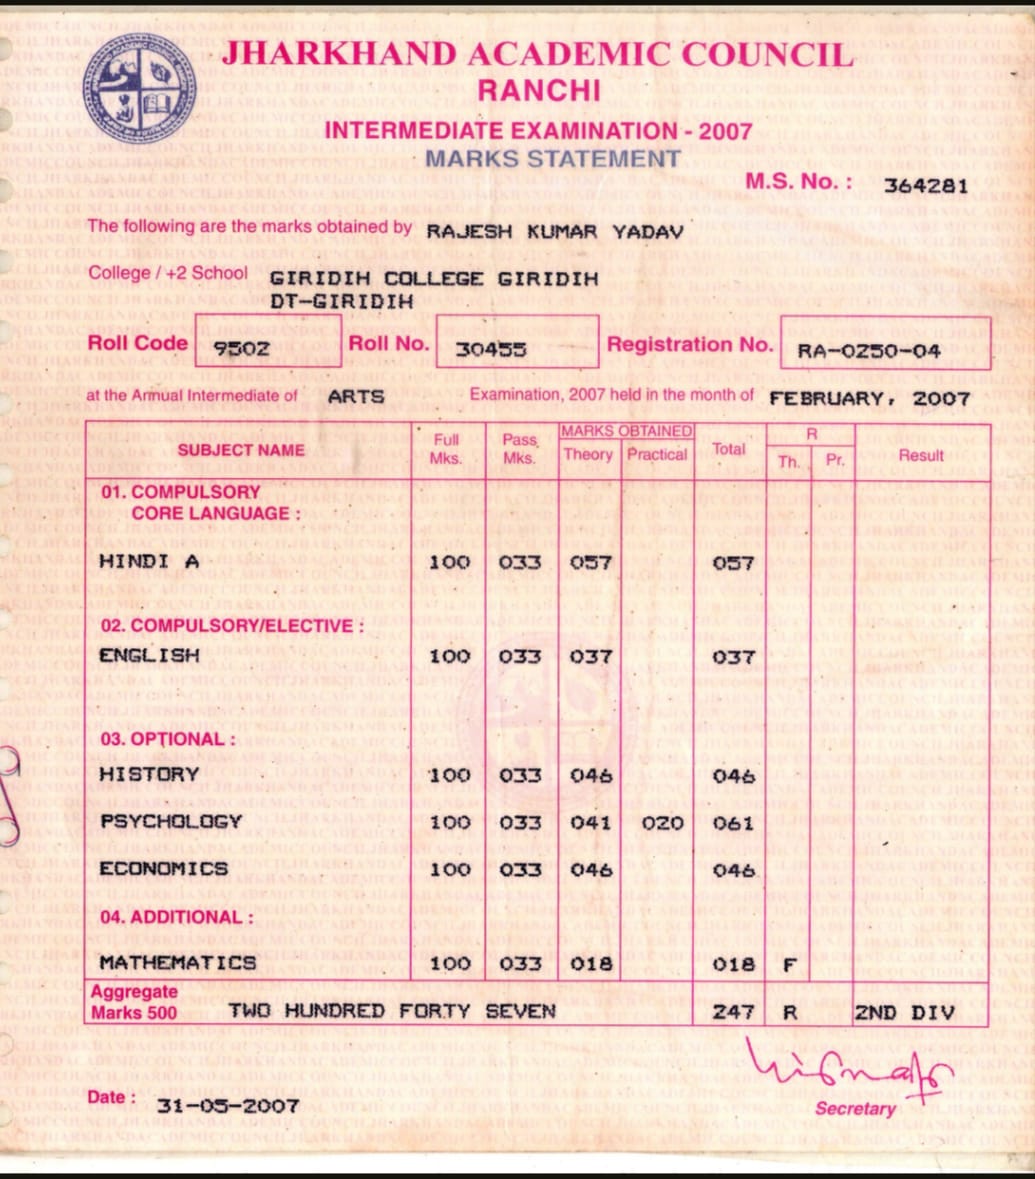 JHARKHAND ACADEMIC COUNCIL
RANCHI
INTERMEDIATE EXAMINATION - 2007
MARKS STATEMENT
M.S. No. : 364281
The following are the marks obtained by RAJESH KUMAR YADAV
College / +2 School GIRIDIH COLLEGE GIRIDIH
DT-GIRIDIH
Roll Code 9502 Roll No. 30455 Registration No. RA-0250-04
at the Annual Intermediate of ARTS Examination, 2007 held in the month of FEBRUARY, 2007
SUBJECT NAME Full Mks. Pass Mks. MARKS OBTAINED Theory Practical Total R Th. Pr. Result
01. COMPULSORY
CORE LANGUAGE :
HINDI A 100 033 057 057
02. COMPULSORY/ELECTIVE :
ENGLISH 100 033 037 037
03. OPTIONAL :
HISTORY 100 033 046 046
PSYCHOLOGY 100 033 041 020 061
ECONOMICS 100 033 046 046
04. ADDITIONAL :
MATHEMATICS 100 033 018 018 F
Aggregate
Marks 500 TWO HUNDRED FORTY SEVEN 247 R 2ND DIV
Date : 31-05-2007
Secretary